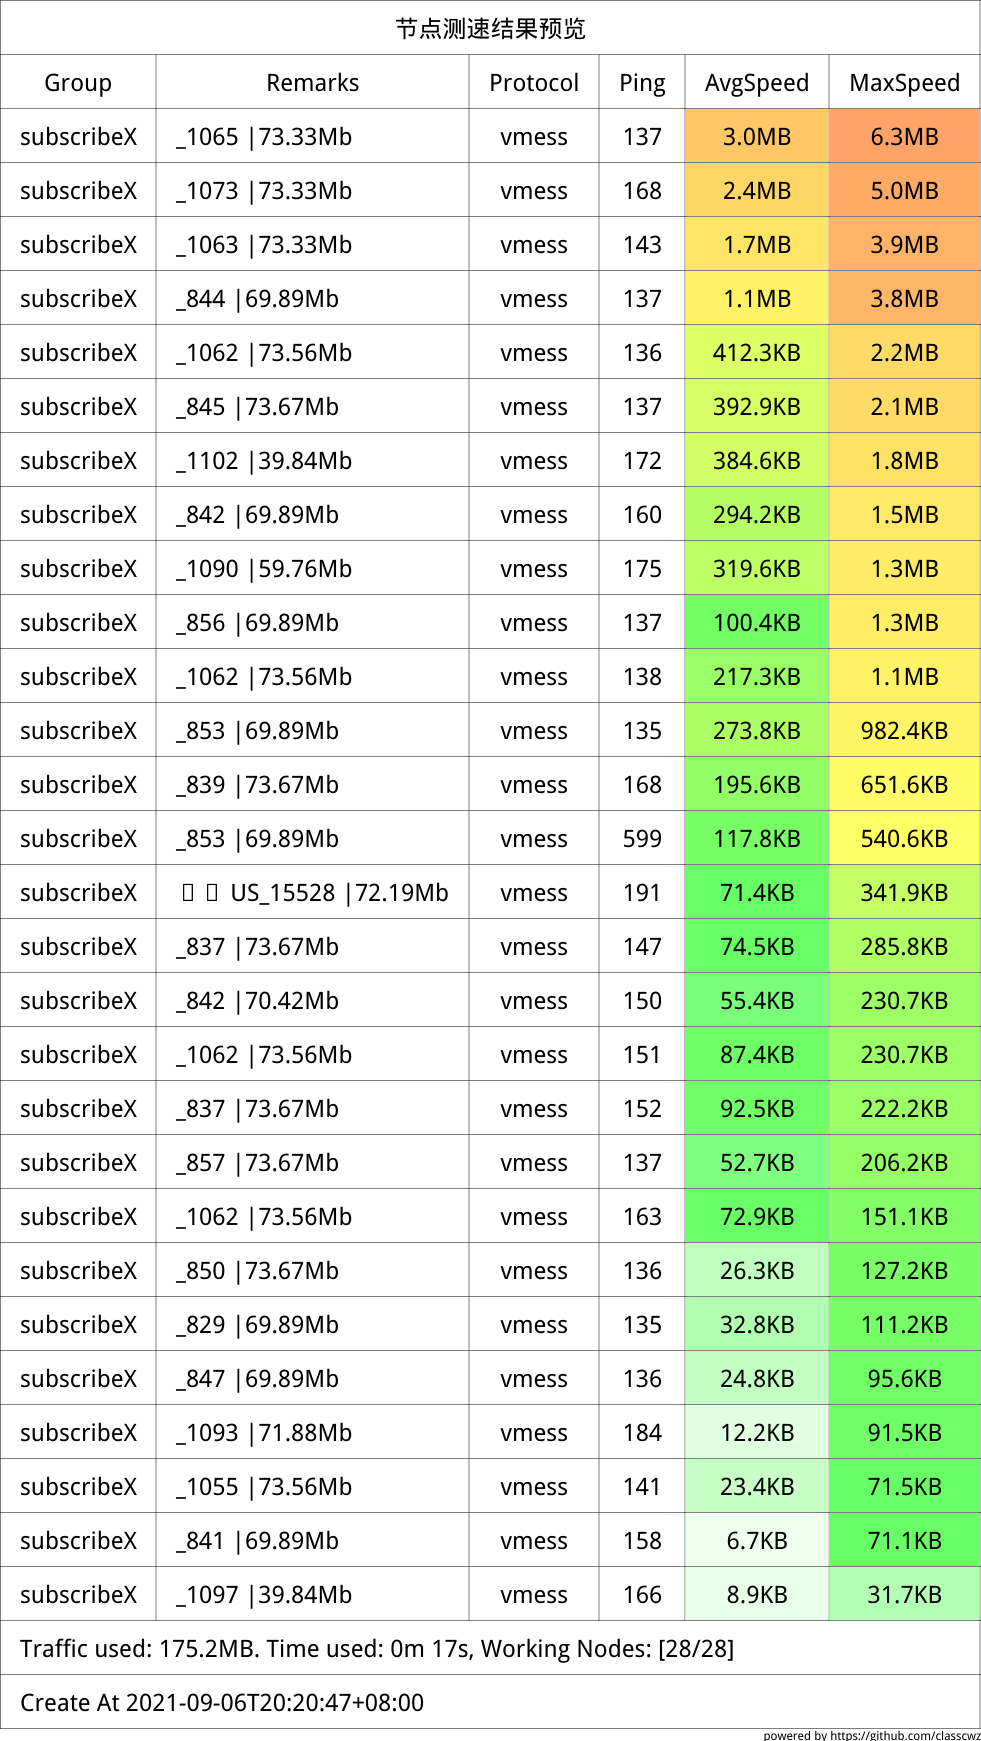 节点测速结果预览
Group Remarks Protocol Ping AvgSpeed MaxSpeed
subscribeX _1065 |73.33Mb vmess 137 3.0MB 6.3MB
subscribeX _1073 |73.33Mb vmess 168 2.4MB 5.0MB
subscribeX _1063 |73.33Mb vmess 143 1.7MB 3.9MB
subscribeX _844 |69.89Mb vmess 137 1.1MB 3.8MB
subscribeX _1062 |73.56Mb vmess 136 412.3KB 2.2MB
subscribeX _845 |73.67Mb vmess 137 392.9KB 2.1MB
subscribeX _1102 |39.84Mb vmess 172 384.6KB 1.8MB
subscribeX _842 |69.89Mb vmess 160 294.2KB 1.5MB
subscribeX _1090 |59.76Mb vmess 175 319.6KB 1.3MB
subscribeX _856 |69.89Mb vmess 137 100.4KB 1.3MB
subscribeX _1062 |73.56Mb vmess 138 217.3KB 1.1MB
subscribeX _853 |69.89Mb vmess 135 273.8KB 982.4KB
subscribeX _839 |73.67Mb vmess 168 195.6KB 651.6KB
subscribeX _853 |69.89Mb vmess 599 117.8KB 540.6KB
subscribeX US_15528 |72.19Mb vmess 191 71.4KB 341.9KB
subscribeX _837 |73.67Mb vmess 147 74.5KB 285.8KB
subscribeX _842 |70.42Mb vmess 150 55.4KB 230.7KB
subscribeX _1062 |73.56Mb vmess 151 87.4KB 230.7KB
subscribeX _837 |73.67Mb vmess 152 92.5KB 222.2KB
subscribeX _857 |73.67Mb vmess 137 52.7KB 206.2KB
subscribeX _1062 |73.56Mb vmess 163 72.9KB 151.1KB
subscribeX _850 |73.67Mb vmess 136 26.3KB 127.2KB
subscribeX _829 |69.89Mb vmess 135 32.8KB 111.2KB
subscribeX _847 |69.89Mb vmess 136 24.8KB 95.6KB
subscribeX _1093 |71.88Mb vmess 184 12.2KB 91.5KB
subscribeX _1055 |73.56Mb vmess 141 23.4KB 71.5KB
subscribeX _841 |69.89Mb vmess 158 6.7KB 71.1KB
subscribeX _1097 |39.84Mb vmess 166 8.9KB 31.7KB
Traffic used: 175.2MB. Time used: 0m 17s, Working Nodes: [28/28]
Create At 2021-09-06T20:20:47+08:00
powered by https://github.com/classcwz